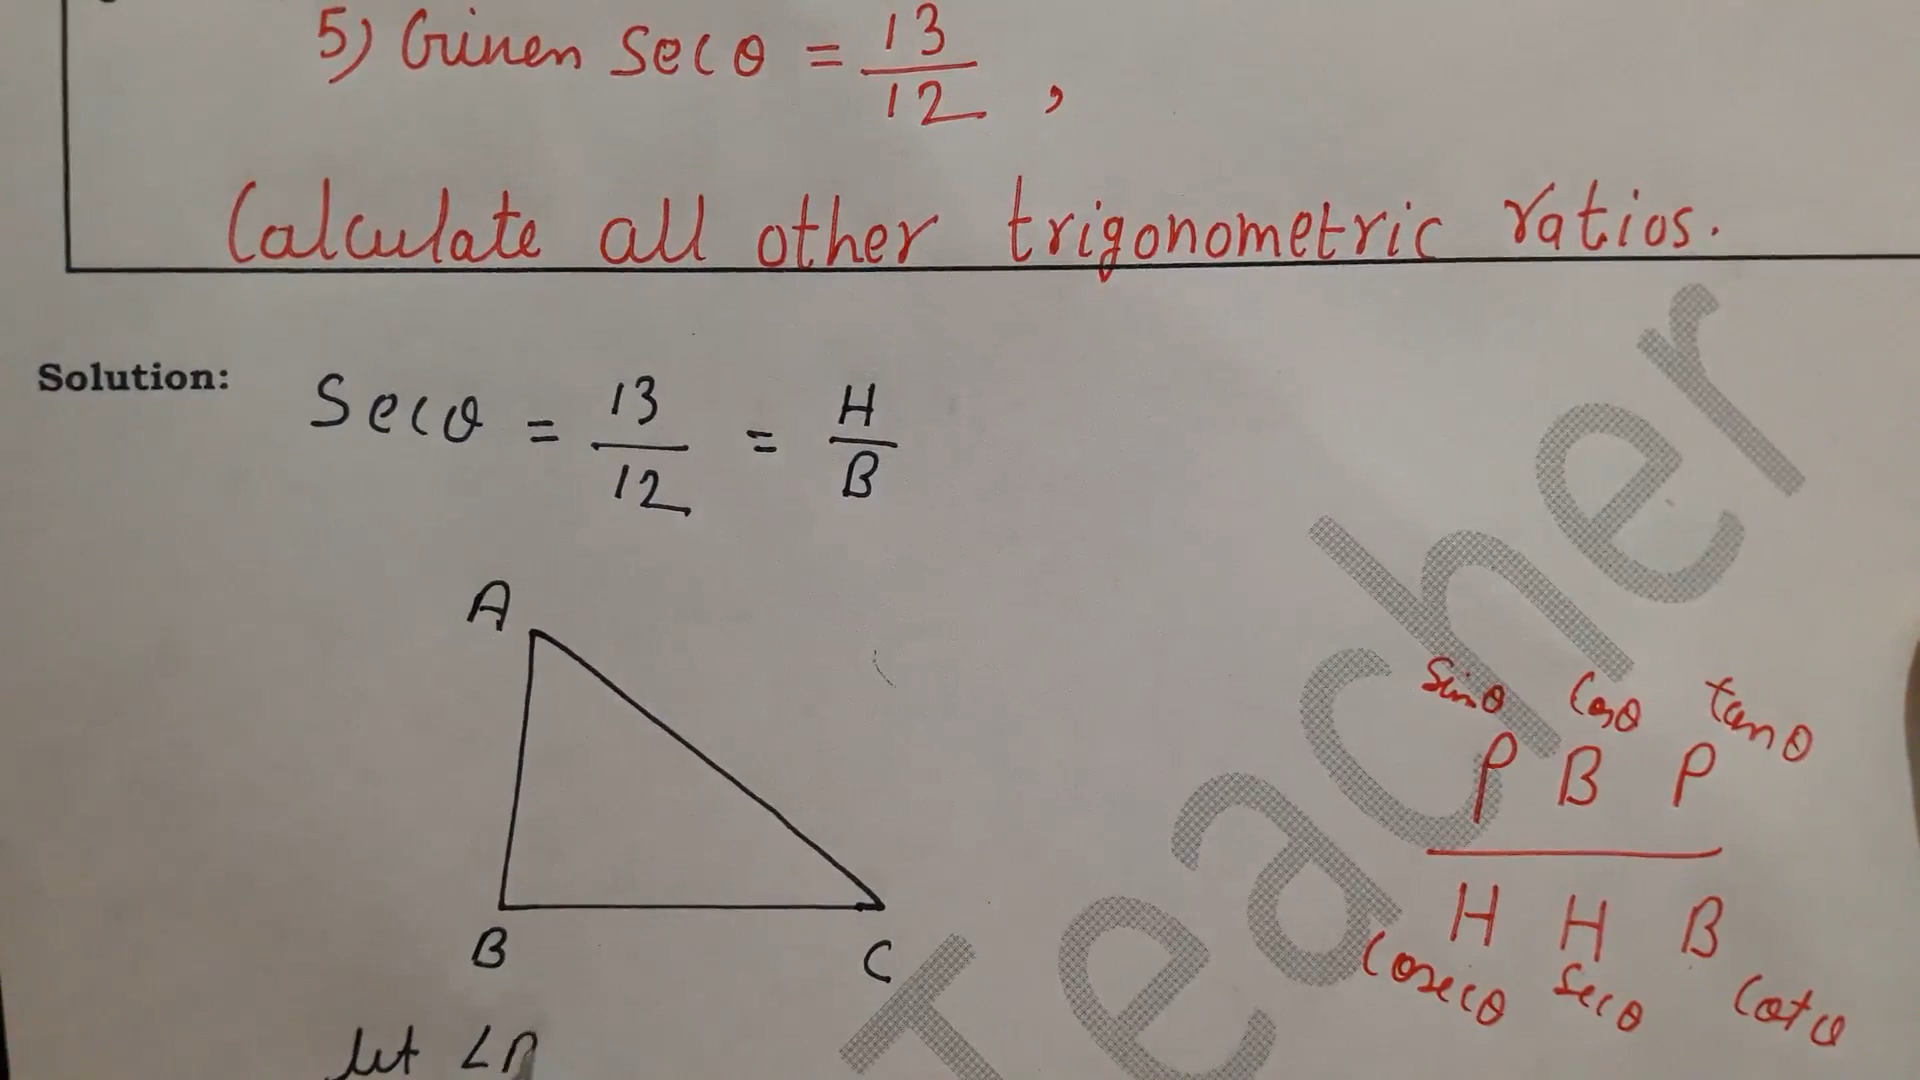 5) Given Secθ = 13/12 ,
Calculate all other trigonometric ratios.
Solution: Secθ = 13/12 = H/B
A
B C
Let ∠
sinθ cosθ tanθ
P B P
H H B
Cosecθ Secθ Cotθ
Teacher